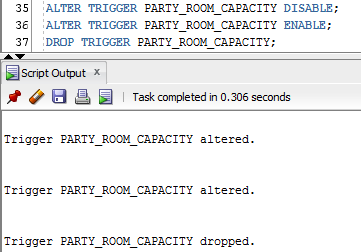 35 ALTER TRIGGER PARTY_ROOM_CAPACITY DISABLE;
36 ALTER TRIGGER PARTY_ROOM_CAPACITY ENABLE;
37 DROP TRIGGER PARTY_ROOM_CAPACITY;
Script Output x
Task completed in 0.306 seconds
Trigger PARTY_ROOM_CAPACITY altered.
Trigger PARTY_ROOM_CAPACITY altered.
Trigger PARTY_ROOM_CAPACITY dropped.